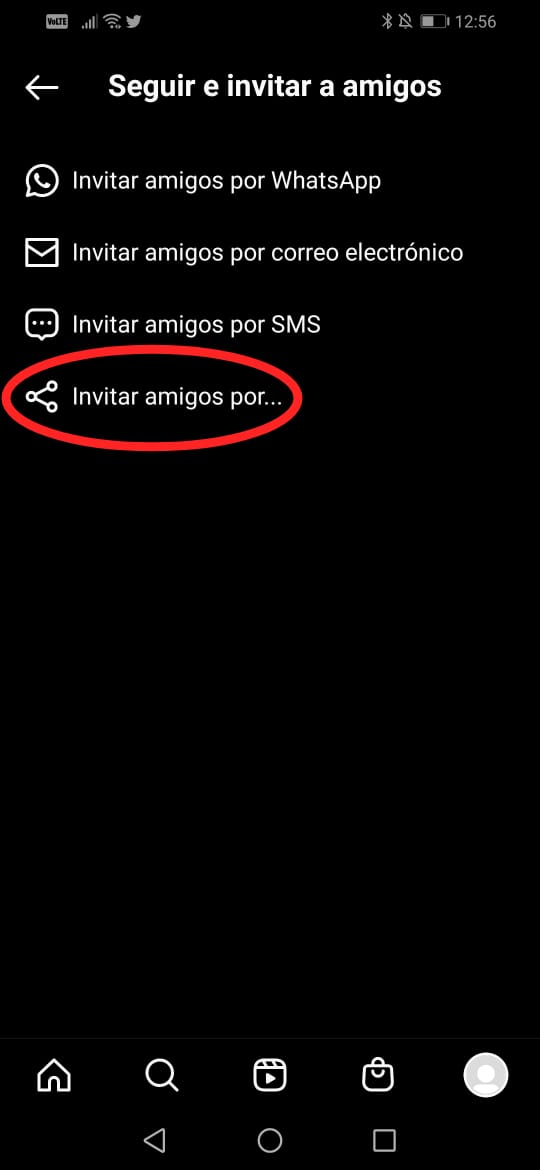 VoLTE 12:56
Seguir e invitar a amigos
Invitar amigos por WhatsApp
Invitar amigos por correo electrónico
Invitar amigos por SMS
Invitar amigos por...